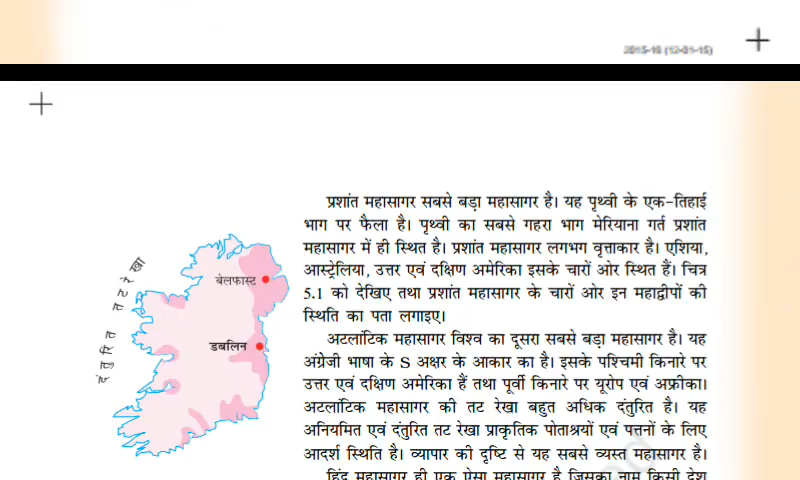 2015-16 (12-01-15)
प्रशांत महासागर सबसे बड़ा महासागर है। यह पृथ्वी के एक-तिहाई
भाग पर फैला है। पृथ्वी का सबसे गहरा भाग मेरियाना गर्त प्रशांत
महासागर में ही स्थित है। प्रशांत महासागर लगभग वृत्ताकार है। एशिया,
आस्ट्रेलिया, उत्तर एवं दक्षिण अमेरिका इसके चारों ओर स्थित हैं। चित्र
5.1 को देखिए तथा प्रशांत महासागर के चारों ओर इन महाद्वीपों की
स्थिति का पता लगाइए।
अटलांटिक महासागर विश्व का दूसरा सबसे बड़ा महासागर है। यह
अंग्रेजी भाषा के S अक्षर के आकार का है। इसके पश्चिमी किनारे पर
उत्तर एवं दक्षिण अमेरिका हैं तथा पूर्वी किनारे पर यूरोप एवं अफ्रीका।
अटलांटिक महासागर की तट रेखा बहुत अधिक दंतुरित है। यह
अनियमित एवं दंतुरित तट रेखा प्राकृतिक पोताश्रयों एवं पत्तनों के लिए
आदर्श स्थिति है। व्यापार की दृष्टि से यह सबसे व्यस्त महासागर है।
हिंद महासागर ही एक ऐसा महासागर है जिसका नाम किसी देश
दंतुरित तटरेखा
बेलफास्ट
डबलिन